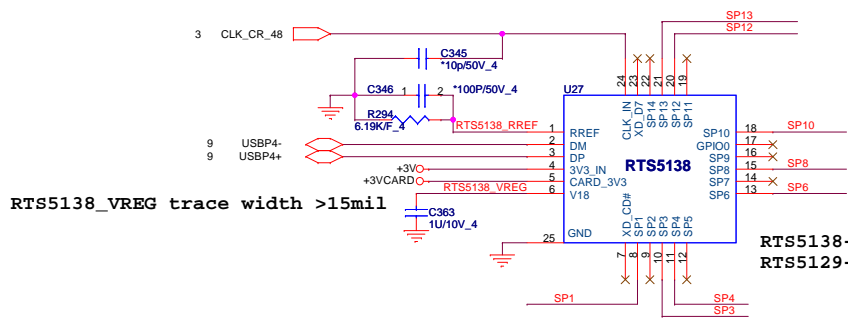 SP13
SP12
3 CLK_CR_48
C345
*10p/50V_4
C346 1 2 *100P/50V_4
R294
6.19K/F_4
RTS5138_RREF
U27
24 23 22 21 20 19
CLK_IN XD_D7 SP14 SP13 SP12 SP11
1 RREF SP10 18 SP10
9 USBP4- 2 DM GPIO0 17
9 USBP4+ 3 DP SP9 16
RTS5138
+3V 4 3V3_IN SP8 15 SP8
+3VCARD 5 CARD_3V3 SP7 14
RTS5138_VREG 6 V18 SP6 13 SP6
RTS5138_VREG trace width >15mil
C363
1U/10V_4
25 GND
XD_CD# SP1 SP2 SP3 SP4 SP5
7 8 9 10 11 12
RTS5138-
RTS5129-
SP1
SP4
SP3